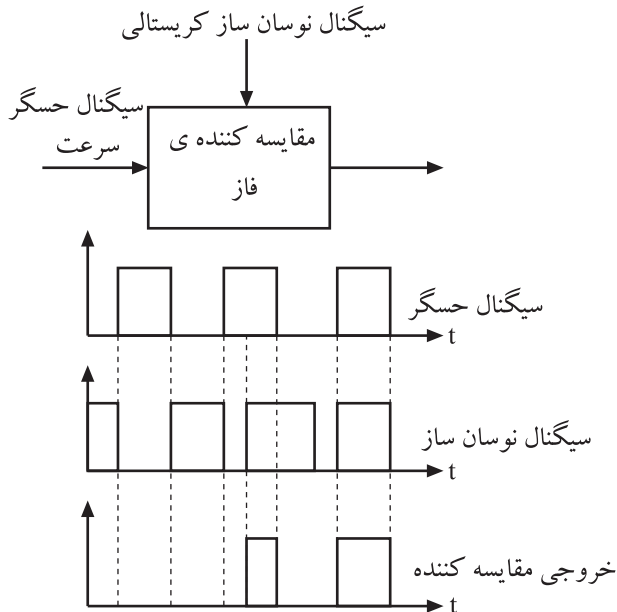 سیگنال نوسان ساز کریستالی
سیگنال حسگر
سرعت
مقایسه کننده ی
فاز
سیگنال حسگر
t
سیگنال نوسان ساز
t
خروجی مقایسه کننده
t